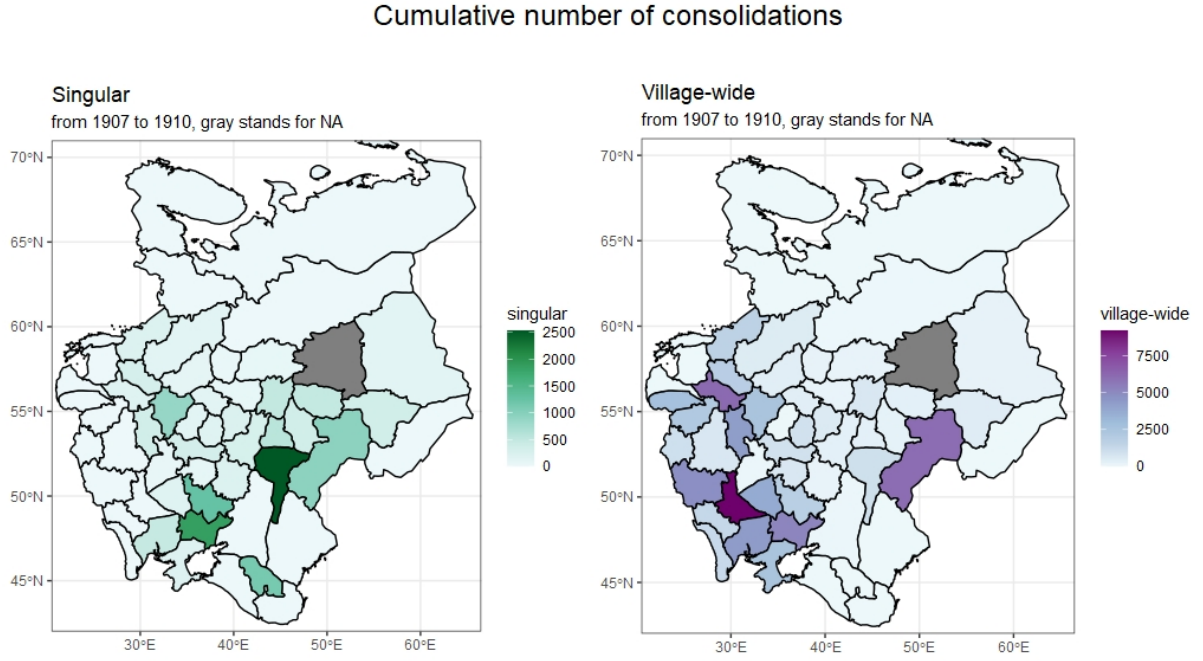 Cumulative number of consolidations
Singular
from 1907 to 1910, gray stands for NA
70°N
65°N
60°N
55°N
50°N
45°N
30°E 40°E 50°E 60°E
singular
2500
2000
1500
1000
500
0
Village-wide
from 1907 to 1910, gray stands for NA
70°N
65°N
60°N
55°N
50°N
45°N
30°E 40°E 50°E 60°E
village-wide
7500
5000
2500
0